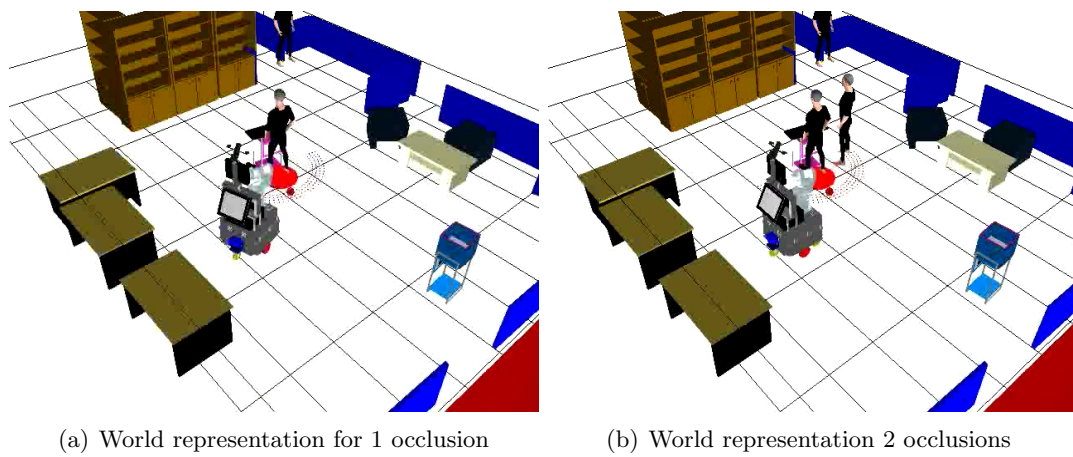 (a) World representation for 1 occlusion
(b) World representation 2 occlusions